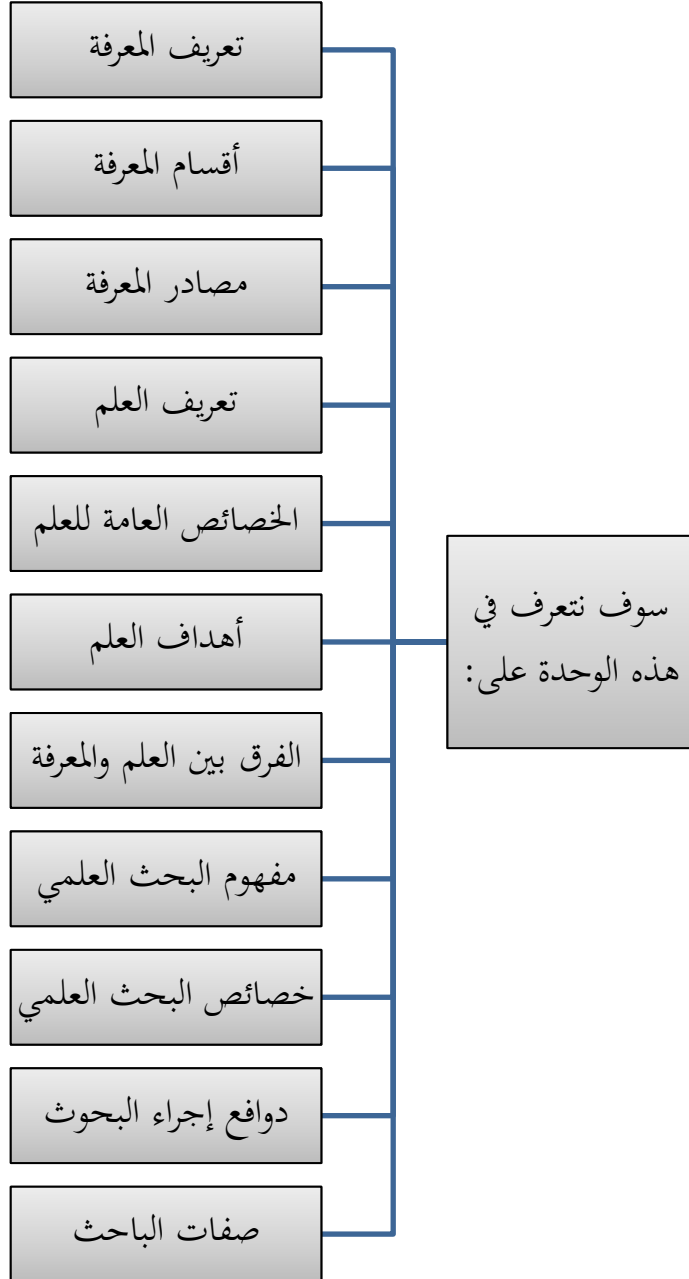 سوف نتعرف في
هذه الوحدة على:
تعريف المعرفة
أقسام المعرفة
مصادر المعرفة
تعريف العلم
الخصائص العامة للعلم
أهداف العلم
الفرق بين العلم والمعرفة
مفهوم البحث العلمي
خصائص البحث العلمي
دوافع إجراء البحوث
صفات الباحث